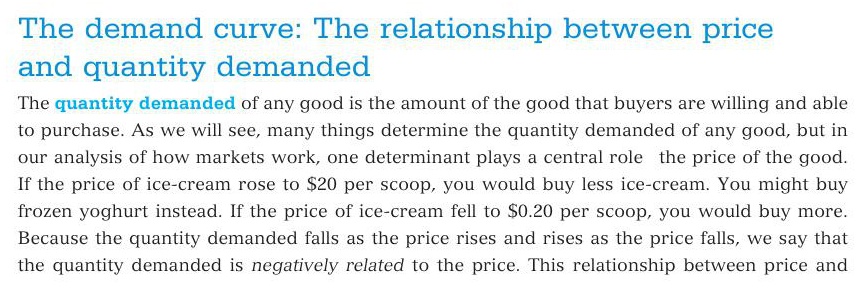 The demand curve: The relationship between price
and quantity demanded
The quantity demanded of any good is the amount of the good that buyers are willing and able
to purchase. As we will see, many things determine the quantity demanded of any good, but in
our analysis of how markets work, one determinant plays a central role the price of the good.
If the price of ice-cream rose to $20 per scoop, you would buy less ice-cream. You might buy
frozen yoghurt instead. If the price of ice-cream fell to $0.20 per scoop, you would buy more.
Because the quantity demanded falls as the price rises and rises as the price falls, we say that
the quantity demanded is negatively related to the price. This relationship between price and